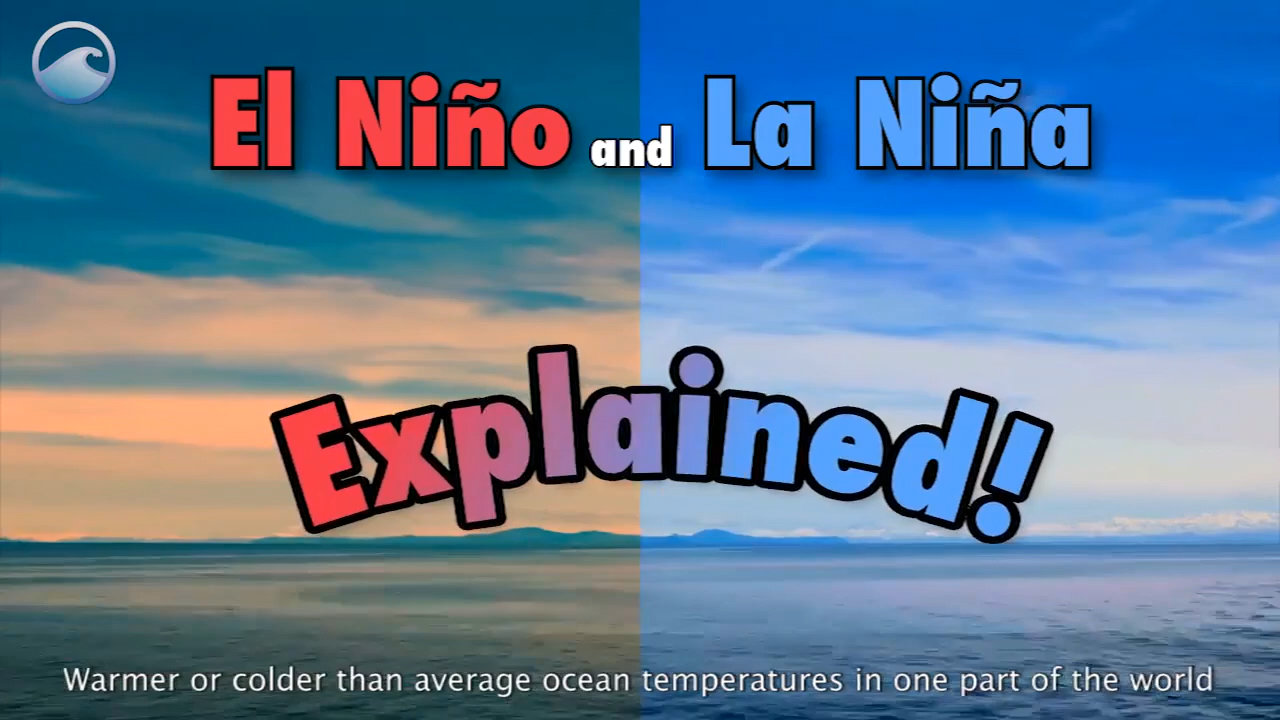 El Niño and La Niña
Explained!
Warmer or colder than average ocean temperatures in one part of the world